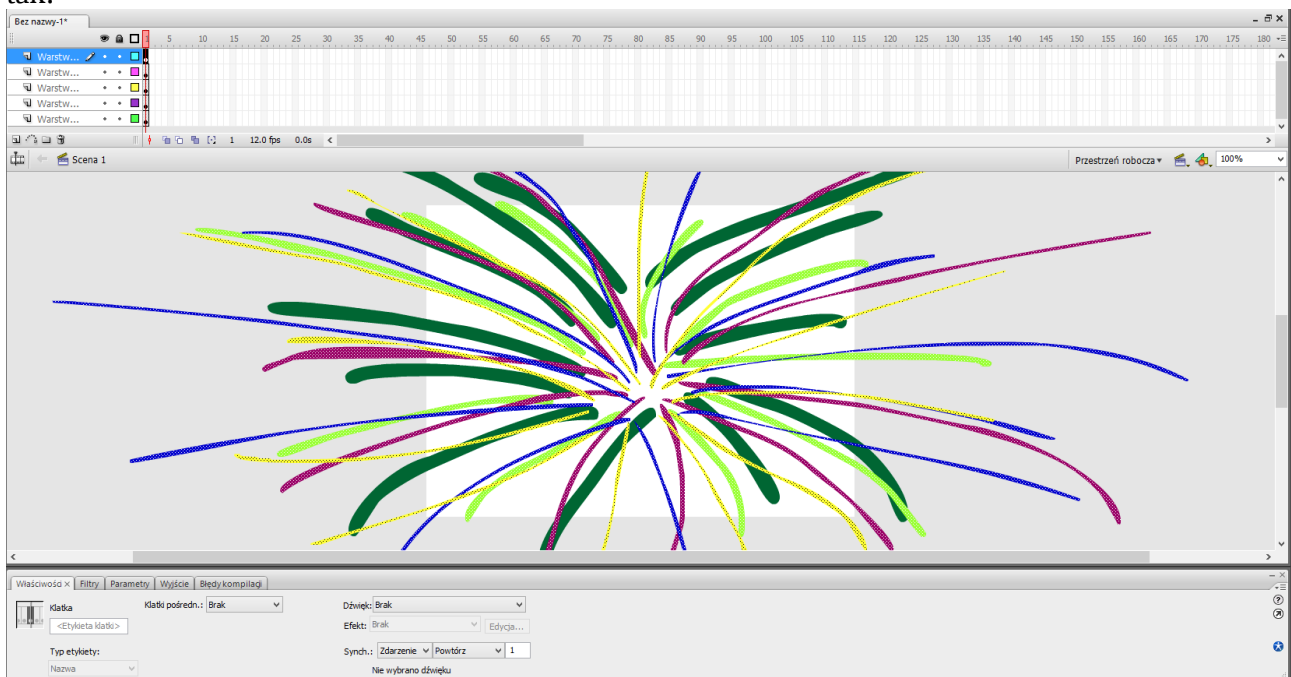 tak.
Bez nazwy-1*
5 10 15 20 25 30 35 40 45 50 55 60 65 70 75 80 85 90 95 100 105 110 115 120 125 130 135 140 145 150 155 160 165 170 175 180
Warstw...
Warstw...
Warstw...
Warstw...
Warstw...
1 12.0 fps 0.0s
Scena 1 Przestrzeń robocza 100%
Właściwości × Filtry Parametry Wyjście Błędy kompilacji
Klatka Klatki pośredn.: Brak Dźwięk: Brak
<Etykieta klatki> Efekt: Brak Edycja...
Typ etykiety: Synch.: Zdarzenie Powtórz 1
Nazwa Nie wybrano dźwięku